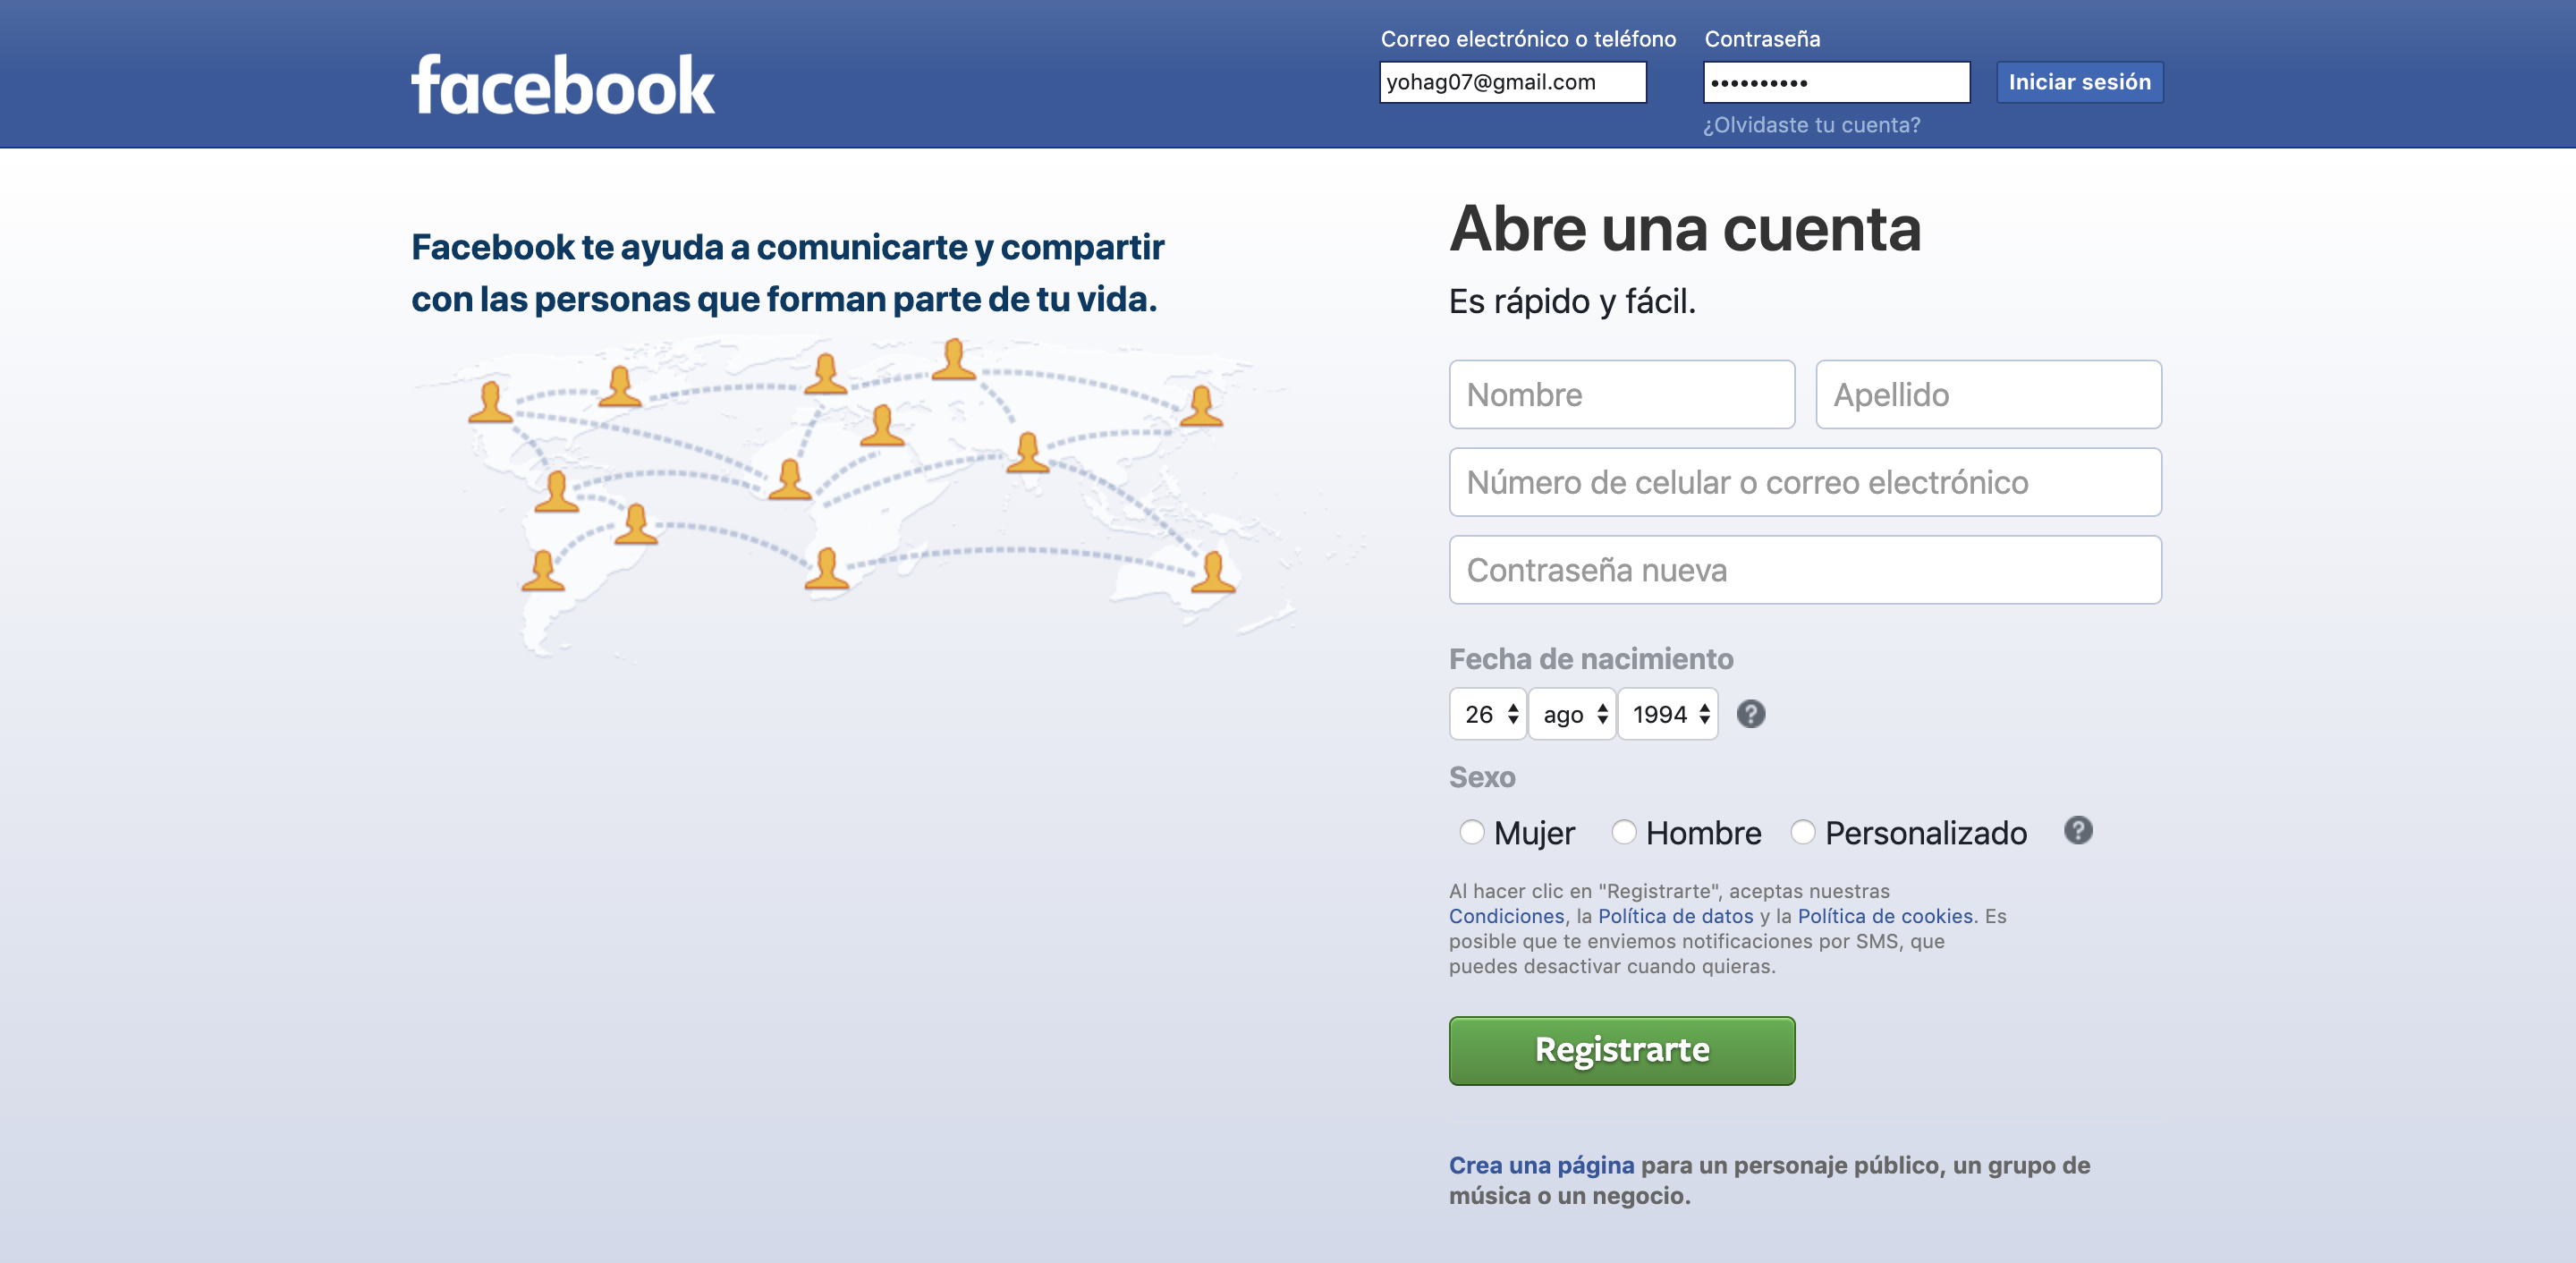 facebook
Correo electrónico o teléfono
Contraseña
yohag07@gmail.com
••••••••••
Iniciar sesión
¿Olvidaste tu cuenta?
Facebook te ayuda a comunicarte y compartir
con las personas que forman parte de tu vida.
Abre una cuenta
Es rápido y fácil.
Nombre
Apellido
Número de celular o correo electrónico
Contraseña nueva
Fecha de nacimiento
26 ago 1994 ?
Sexo
Mujer Hombre Personalizado ?
Al hacer clic en "Registrarte", aceptas nuestras
Condiciones, la Política de datos y la Política de cookies. Es
posible que te enviemos notificaciones por SMS, que
puedes desactivar cuando quieras.
Registrarte
Crea una página para un personaje público, un grupo de
música o un negocio.